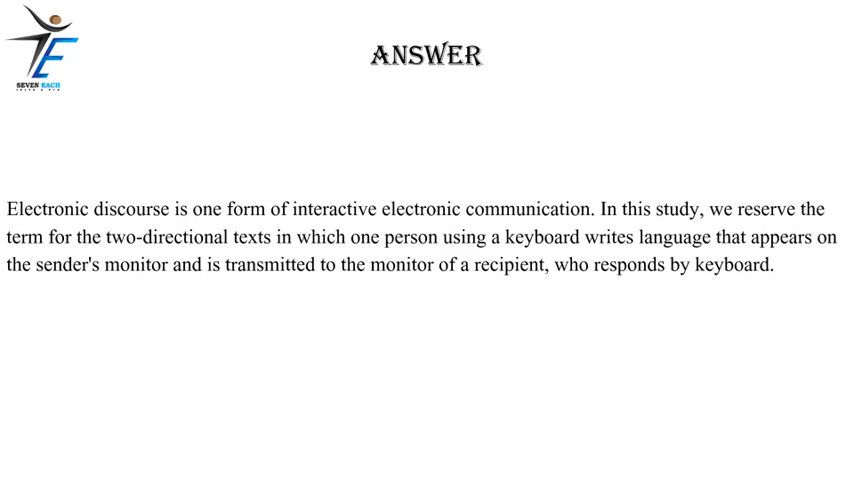 ANSWER
SEVEN EACH
Electronic discourse is one form of interactive electronic communication. In this study, we reserve the
term for the two-directional texts in which one person using a keyboard writes language that appears on
the sender's monitor and is transmitted to the monitor of a recipient, who responds by keyboard.